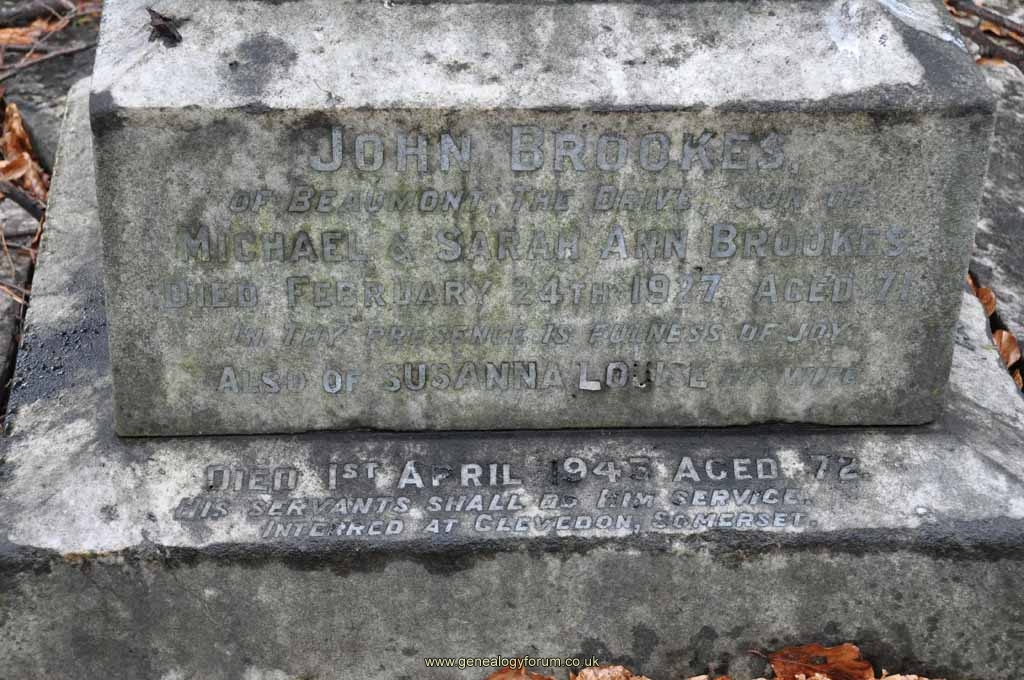 JOHN BROOKES,
OF BEAUMONT, THE DRIVE, SON OF
MICHAEL & SARAH ANN BROOKES
DIED FEBRUARY 24TH 1927, AGED 71.
IN THY PRESENCE IS FULNESS OF JOY.
ALSO OF SUSANNA LOUISE HIS WIFE
DIED 1ST APRIL 1943 AGED 72.
HIS SERVANTS SHALL DO HIM SERVICE.
INTERRED AT CLEVEDON, SOMERSET.
www.genealogyforum.co.uk